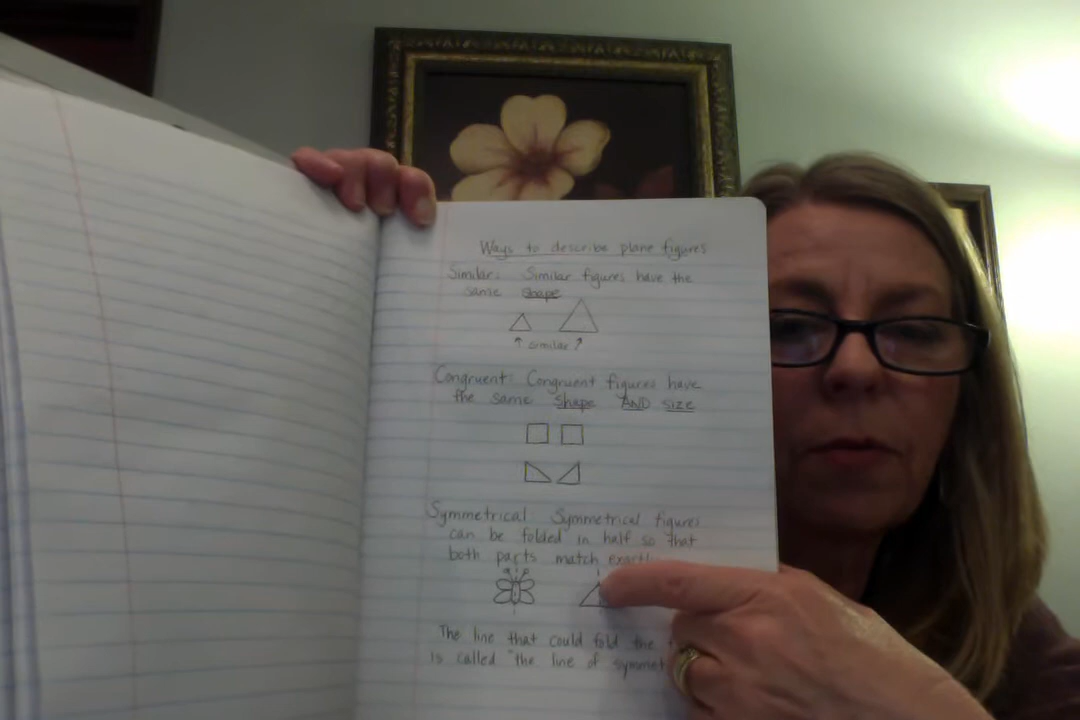 Ways to describe plane figures
Similar: Similar figures have the
same shape
↑ similar ↗
Congruent: Congruent figures have
the same shape AND size
Symmetrical Symmetrical figures
can be folded in half so that
both parts match
The line that could fold the
is called "the line of